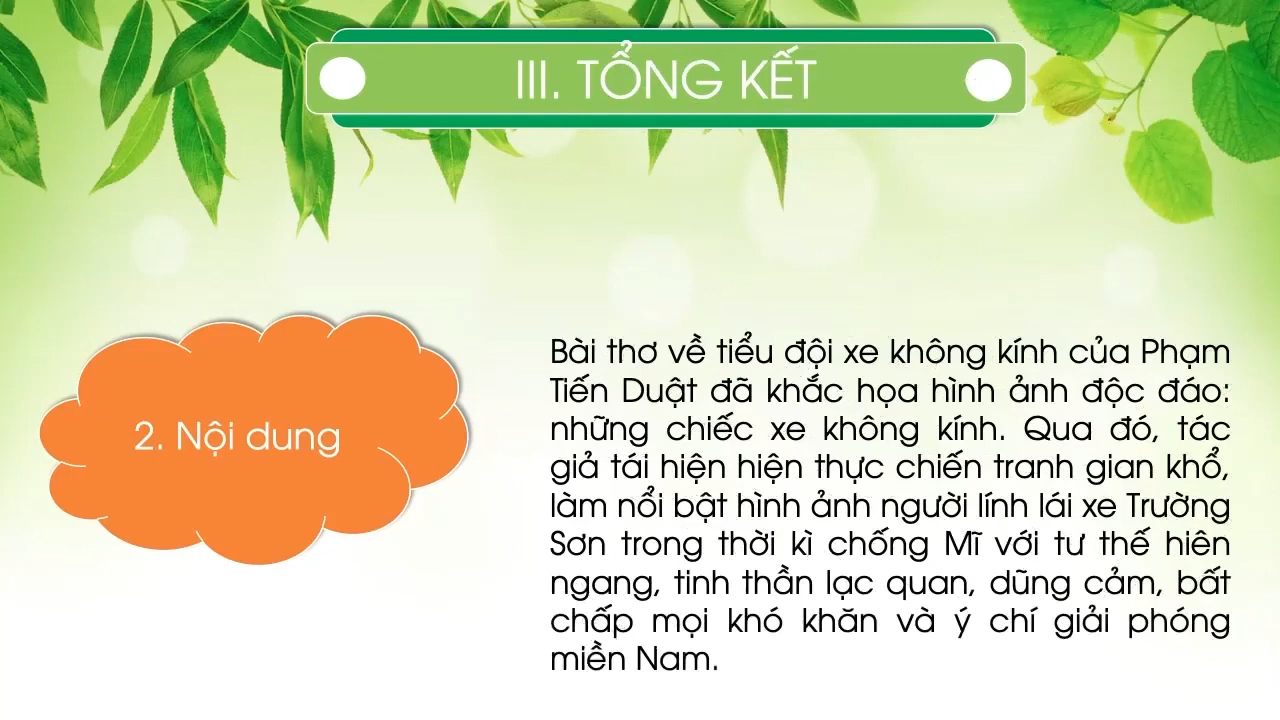 III. TỔNG KẾT
2. Nội dung
Bài thơ về tiểu đội xe không kính của Phạm
Tiến Duật đã khắc họa hình ảnh độc đáo:
những chiếc xe không kính. Qua đó, tác
giả tái hiện hiện thực chiến tranh gian khổ,
làm nổi bật hình ảnh người lính lái xe Trường
Sơn trong thời kì chống Mĩ với tư thế hiên
ngang, tinh thần lạc quan, dũng cảm, bất
chấp mọi khó khăn và ý chí giải phóng
miền Nam.